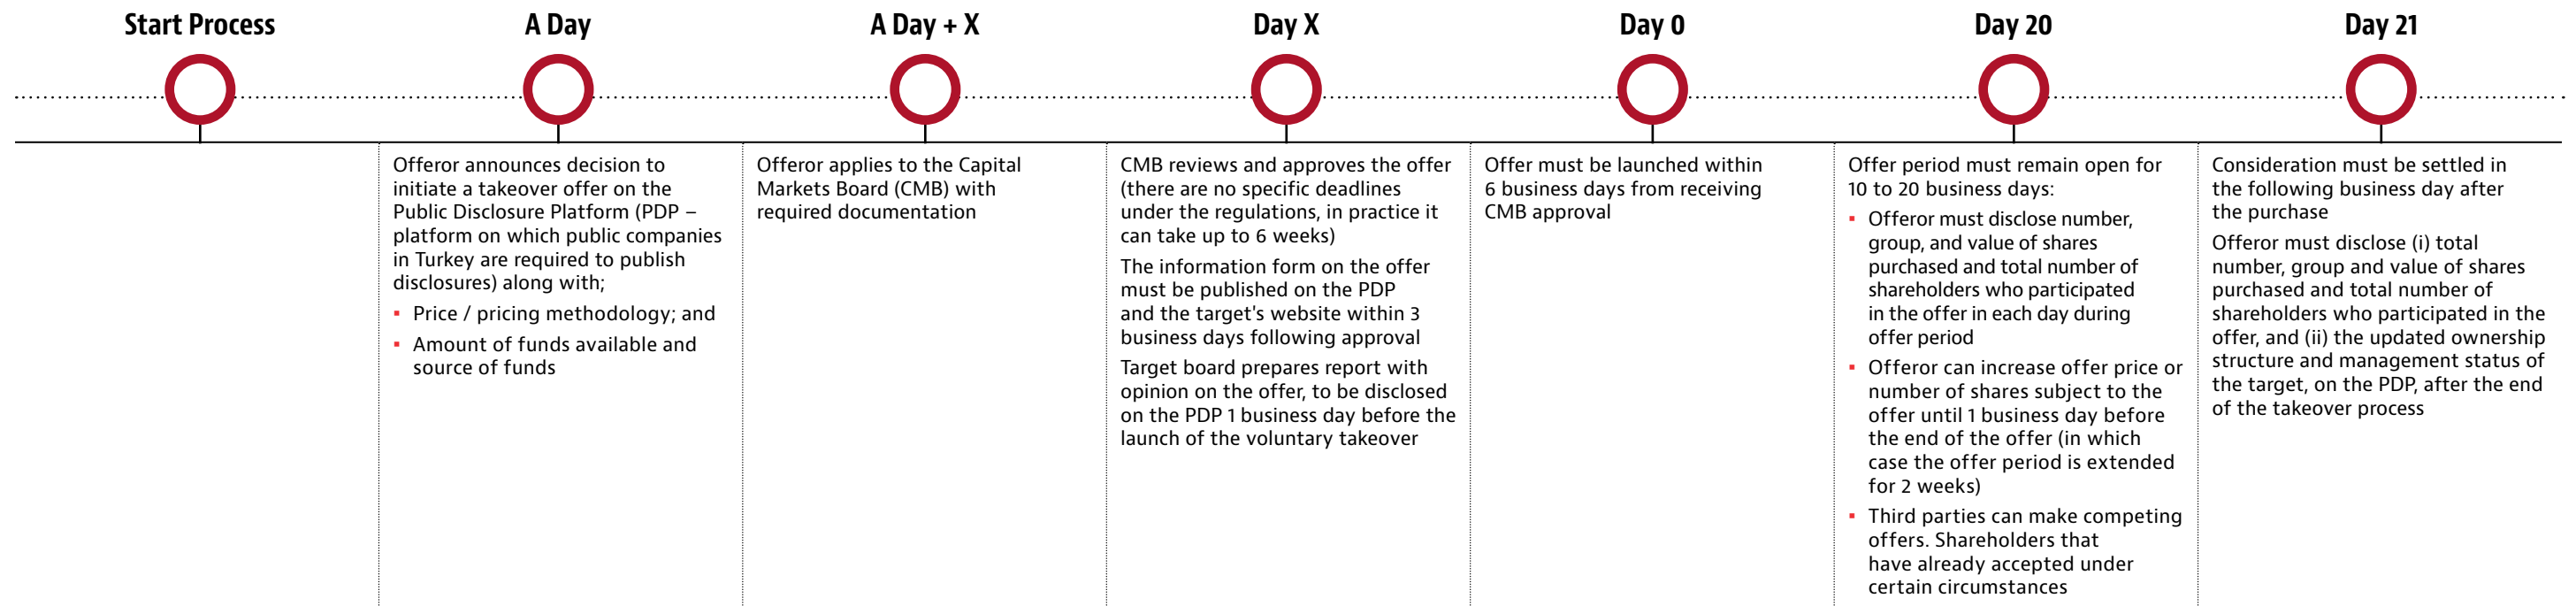 Start Process
A Day
A Day + X
Day X
Day 0
Day 20
Day 21
Offeror announces decision to
initiate a takeover offer on the
Public Disclosure Platform (PDP –
platform on which public companies
in Turkey are required to publish
disclosures) along with;
▪ Price / pricing methodology; and
▪ Amount of funds available and
source of funds
Offeror applies to the Capital
Markets Board (CMB) with
required documentation
CMB reviews and approves the offer
(there are no specific deadlines
under the regulations, in practice it
can take up to 6 weeks)
The information form on the offer
must be published on the PDP
and the target's website within 3
business days following approval
Target board prepares report with
opinion on the offer, to be disclosed
on the PDP 1 business day before the
launch of the voluntary takeover
Offer must be launched within
6 business days from receiving
CMB approval
Offer period must remain open for
10 to 20 business days:
▪ Offeror must disclose number,
group, and value of shares
purchased and total number of
shareholders who participated
in the offer in each day during
offer period
▪ Offeror can increase offer price or
number of shares subject to the
offer until 1 business day before
the end of the offer (in which
case the offer period is extended
for 2 weeks)
▪ Third parties can make competing
offers. Shareholders that
have already accepted under
certain circumstances
Consideration must be settled in
the following business day after
the purchase
Offeror must disclose (i) total
number, group and value of shares
purchased and total number of
shareholders who participated in the
offer, and (ii) the updated ownership
structure and management status of
the target, on the PDP, after the end
of the takeover process